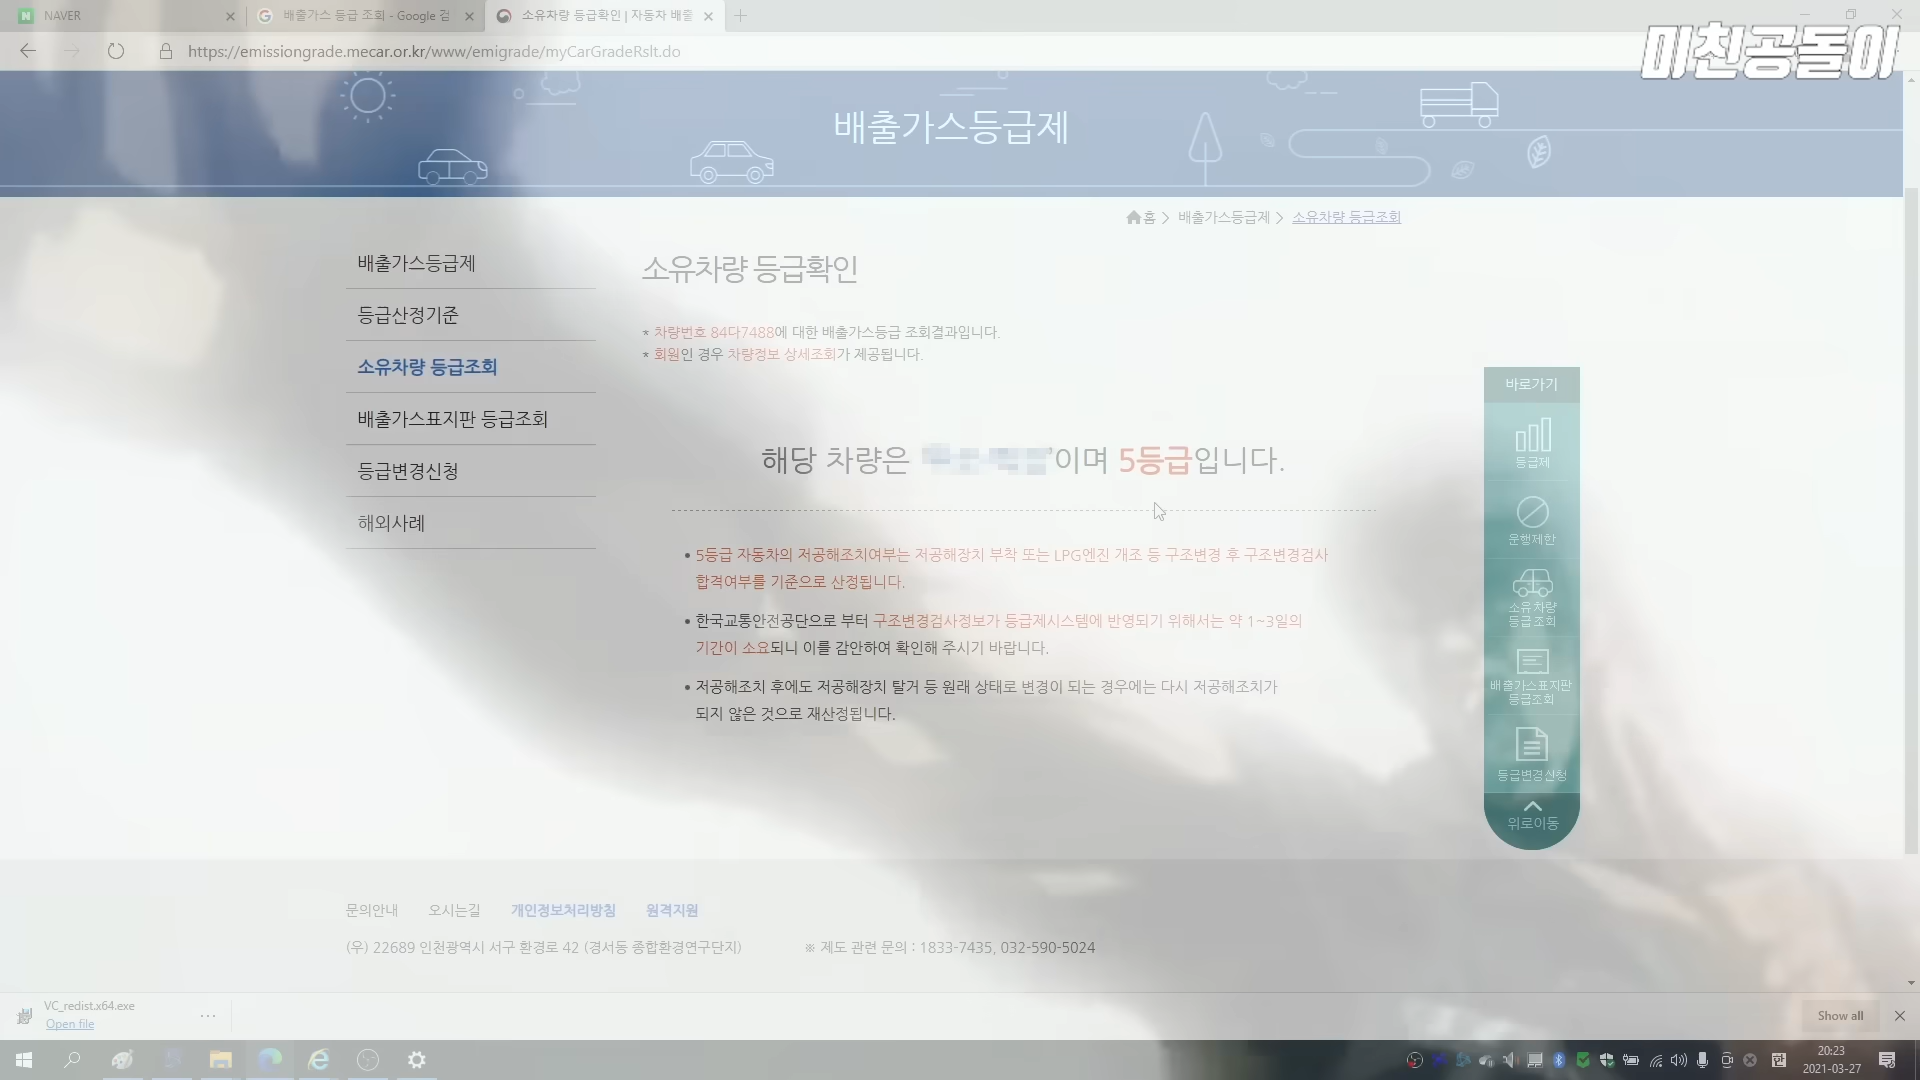 NAVER
배출가스 등급 조회 - Google 검
소유차량 등급확인 | 자동차 배출
https://emissiongrade.mecar.or.kr/www/emigrade/myCarGradeRslt.do
미친공돌이
배출가스등급제
홈 > 배출가스등급제 > 소유차량 등급조회
배출가스등급제
등급산정기준
소유차량 등급조회
배출가스표지판 등급조회
등급변경신청
해외사례
소유차량 등급확인
* 차량번호 84다7488에 대한 배출가스등급 조회결과입니다.
* 회원인 경우 차량정보 상세조회가 제공됩니다.
해당 차량은 이며 5등급입니다.
• 5등급 자동차의 저공해조치여부는 저공해장치 부착 또는 LPG엔진 개조 등 구조변경 후 구조변경검사
합격여부를 기준으로 산정됩니다.
• 한국교통안전공단으로 부터 구조변경검사정보가 등급제시스템에 반영되기 위해서는 약 1~3일의
기간이 소요되니 이를 감안하여 확인해 주시기 바랍니다.
• 저공해조치 후에도 저공해장치 탈거 등 원래 상태로 변경이 되는 경우에는 다시 저공해조치가
되지 않은 것으로 재산정됩니다.
바로가기
등급제
운행제한
소유차량
등급조회
배출가스표지판
등급조회
등급변경신청
위로이동
문의안내 오시는길 개인정보처리방침 원격지원
(우) 22689 인천광역시 서구 환경로 42 (경서동 종합환경연구단지) ※ 제도 관련 문의 : 1833-7435, 032-590-5024
VC_redist.x64.exe
Open file
Show all
한
20:23
2021-03-27